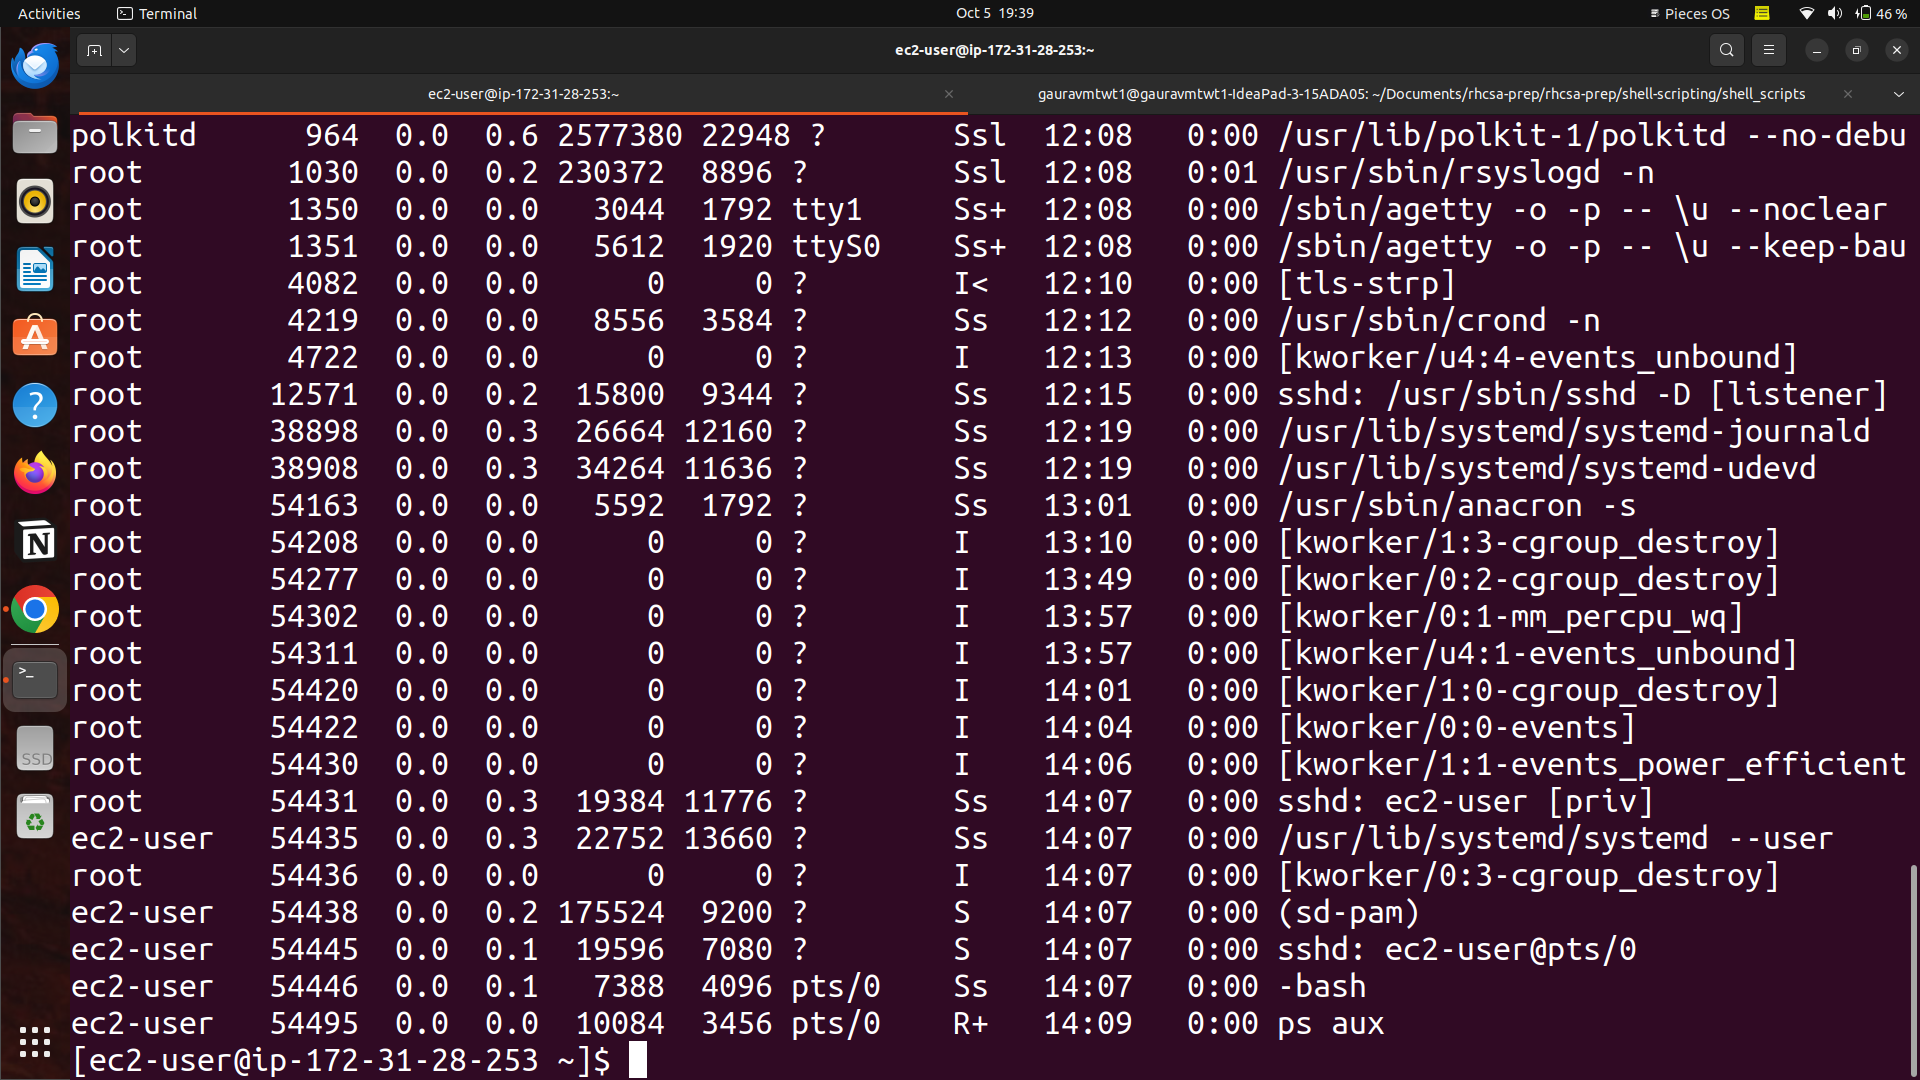 Activities Terminal Oct 5 19:39 Pieces OS 46 %
ec2-user@ip-172-31-28-253:~
ec2-user@ip-172-31-28-253:~ gauravmtwt1@gauravmtwt1-IdeaPad-3-15ADA05: ~/Documents/rhcsa-prep/rhcsa-prep/shell-scripting/shell_scripts
polkitd 964 0.0 0.6 2577380 22948 ? Ssl 12:08 0:00 /usr/lib/polkit-1/polkitd --no-debu
root 1030 0.0 0.2 230372 8896 ? Ssl 12:08 0:01 /usr/sbin/rsyslogd -n
root 1350 0.0 0.0 3044 1792 tty1 Ss+ 12:08 0:00 /sbin/agetty -o -p -- \u --noclear
root 1351 0.0 0.0 5612 1920 ttyS0 Ss+ 12:08 0:00 /sbin/agetty -o -p -- \u --keep-bau
root 4082 0.0 0.0 0 0 ? I< 12:10 0:00 [tls-strp]
root 4219 0.0 0.0 8556 3584 ? Ss 12:12 0:00 /usr/sbin/crond -n
root 4722 0.0 0.0 0 0 ? I 12:13 0:00 [kworker/u4:4-events_unbound]
root 12571 0.0 0.2 15800 9344 ? Ss 12:15 0:00 sshd: /usr/sbin/sshd -D [listener]
root 38898 0.0 0.3 26664 12160 ? Ss 12:19 0:00 /usr/lib/systemd/systemd-journald
root 38908 0.0 0.3 34264 11636 ? Ss 12:19 0:00 /usr/lib/systemd/systemd-udevd
root 54163 0.0 0.0 5592 1792 ? Ss 13:01 0:00 /usr/sbin/anacron -s
root 54208 0.0 0.0 0 0 ? I 13:10 0:00 [kworker/1:3-cgroup_destroy]
root 54277 0.0 0.0 0 0 ? I 13:49 0:00 [kworker/0:2-cgroup_destroy]
root 54302 0.0 0.0 0 0 ? I 13:57 0:00 [kworker/0:1-mm_percpu_wq]
root 54311 0.0 0.0 0 0 ? I 13:57 0:00 [kworker/u4:1-events_unbound]
root 54420 0.0 0.0 0 0 ? I 14:01 0:00 [kworker/1:0-cgroup_destroy]
root 54422 0.0 0.0 0 0 ? I 14:04 0:00 [kworker/0:0-events]
root 54430 0.0 0.0 0 0 ? I 14:06 0:00 [kworker/1:1-events_power_efficient
root 54431 0.0 0.3 19384 11776 ? Ss 14:07 0:00 sshd: ec2-user [priv]
ec2-user 54435 0.0 0.3 22752 13660 ? Ss 14:07 0:00 /usr/lib/systemd/systemd --user
root 54436 0.0 0.0 0 0 ? I 14:07 0:00 [kworker/0:3-cgroup_destroy]
ec2-user 54438 0.0 0.2 175524 9200 ? S 14:07 0:00 (sd-pam)
ec2-user 54445 0.0 0.1 19596 7080 ? S 14:07 0:00 sshd: ec2-user@pts/0
ec2-user 54446 0.0 0.1 7388 4096 pts/0 Ss 14:07 0:00 -bash
ec2-user 54495 0.0 0.0 10084 3456 pts/0 R+ 14:09 0:00 ps aux
[ec2-user@ip-172-31-28-253 ~]$
SSD